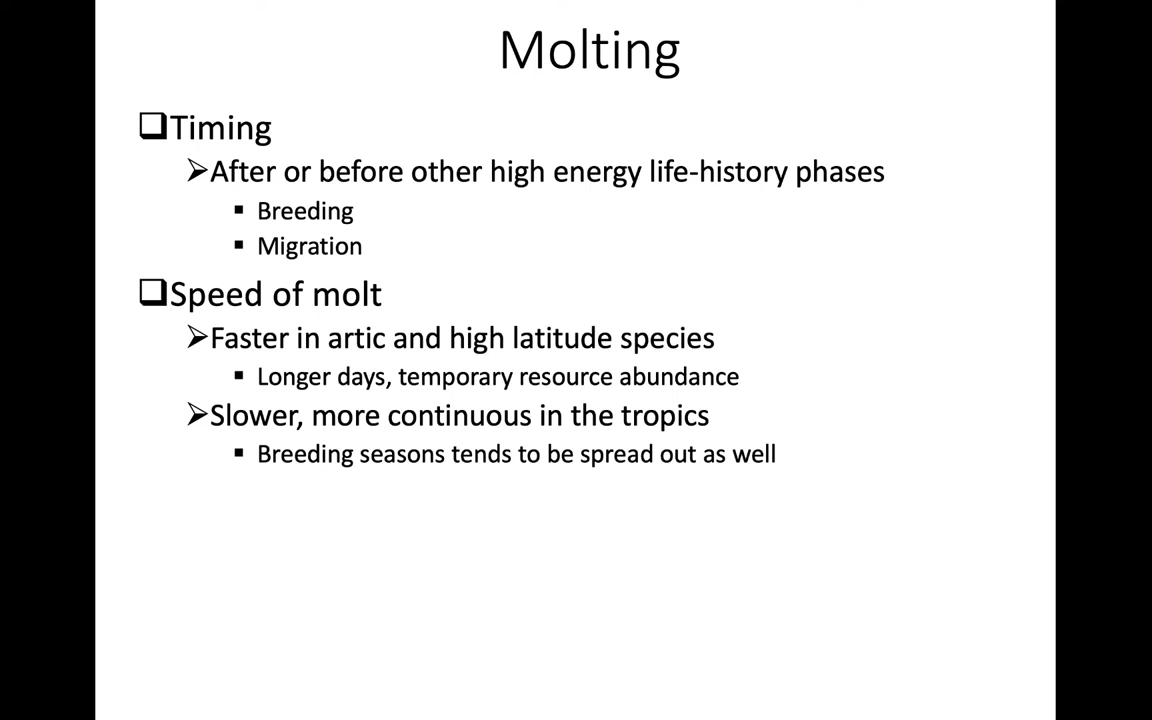 Molting
❑Timing
➢After or before other high energy life-history phases
▪ Breeding
▪ Migration
❑Speed of molt
➢Faster in artic and high latitude species
▪ Longer days, temporary resource abundance
➢Slower, more continuous in the tropics
▪ Breeding seasons tends to be spread out as well